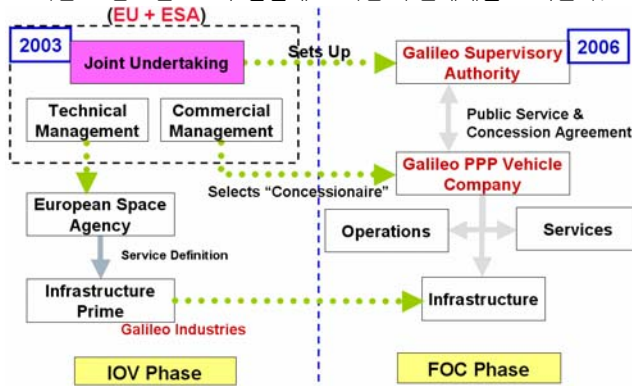 (EU + ESA)
2003
Joint Undertaking
Sets Up
Galileo Supervisory
Authority
2006
Technical
Management
Commercial
Management
Public Service &
Concession Agreement
Selects “Concessionaire”
Galileo PPP Vehicle
Company
European Space
Agency
Operations
Services
Service Definition
Infrastructure
Prime
Galileo Industries
Infrastructure
IOV Phase
FOC Phase